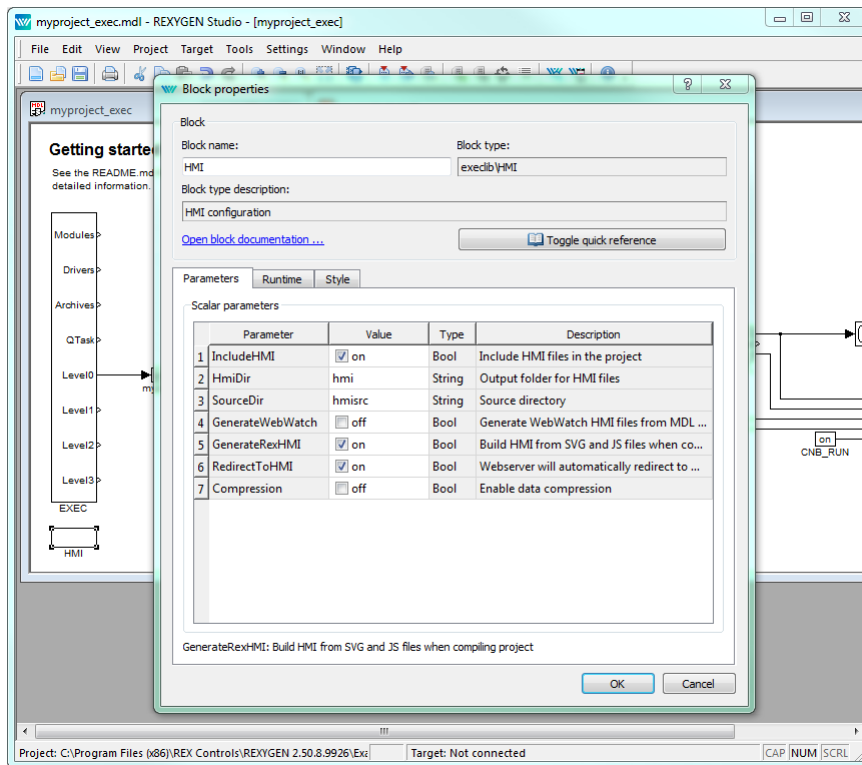 myproject_exec.mdl - REXYGEN Studio - [myproject_exec]
File Edit View Project Target Tools Settings Window Help
myproject_exec
Getting starte
See the README.md
detailed information.
Modules
Drivers
Archives
QTask
Level0
Level1
Level2
Level3
EXEC
HMI
my
on
CNB_RUN
Block properties
Block
Block name:
Block type:
HMI
execlib\HMI
Block type description:
HMI configuration
Open block documentation ...
Toggle quick reference
Parameters Runtime Style
Scalar parameters
Parameter Value Type Description
1 IncludeHMI on Bool Include HMI files in the project
2 HmiDir hmi String Output folder for HMI files
3 SourceDir hmisrc String Source directory
4 GenerateWebWatch off Bool Generate WebWatch HMI files from MDL ...
5 GenerateRexHMI on Bool Build HMI from SVG and JS files when co...
6 RedirectToHMI on Bool Webserver will automatically redirect to ...
7 Compression off Bool Enable data compression
GenerateRexHMI: Build HMI from SVG and JS files when compiling project
OK Cancel
Project: C:\Program Files (x86)\REX Controls\REXYGEN 2.50.8.9926\Exa
Target: Not connected
CAP NUM SCRL